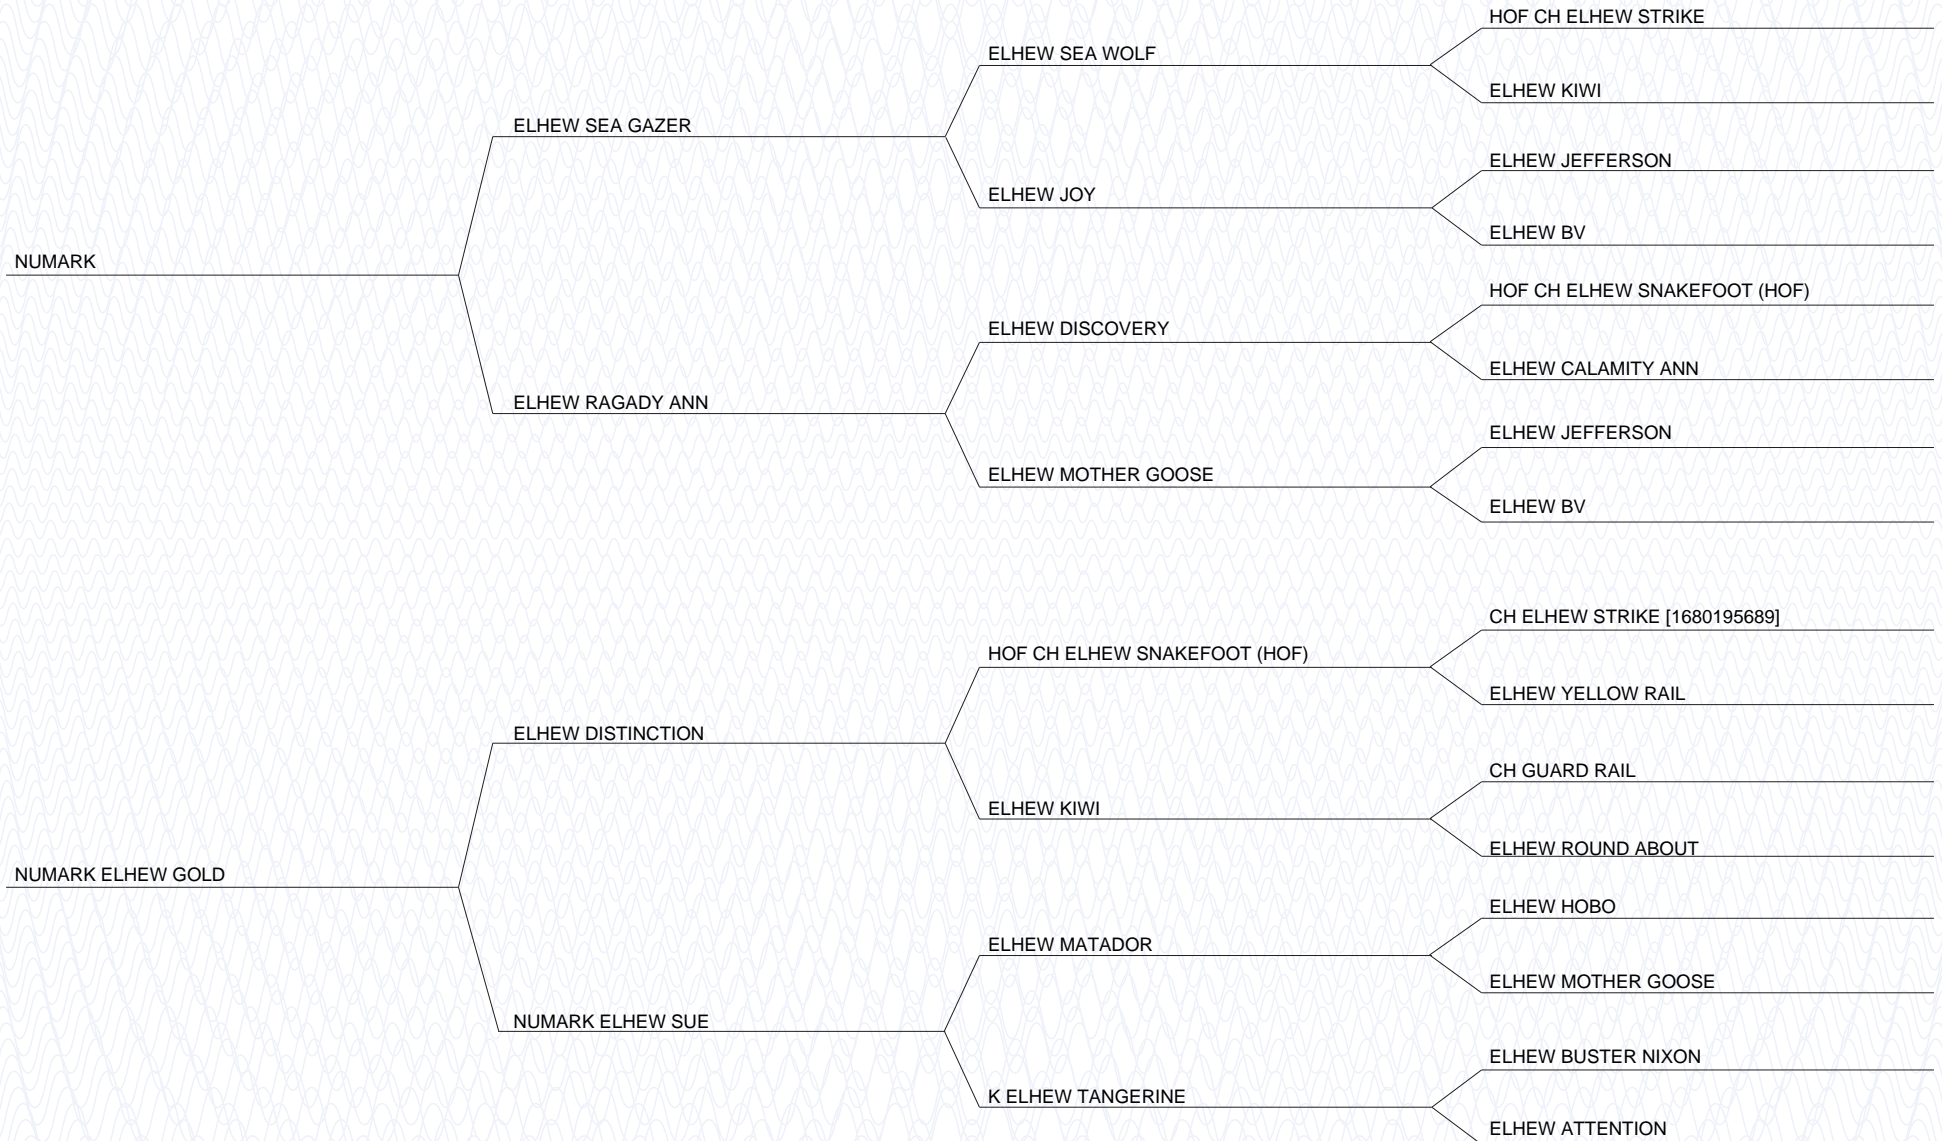 HOF CH ELHEW STRIKE
ELHEW SEA WOLF
ELHEW KIWI
ELHEW SEA GAZER
ELHEW JEFFERSON
ELHEW JOY
ELHEW BV
NUMARK
HOF CH ELHEW SNAKEFOOT (HOF)
ELHEW DISCOVERY
ELHEW CALAMITY ANN
ELHEW RAGADY ANN
ELHEW JEFFERSON
ELHEW MOTHER GOOSE
ELHEW BV
CH ELHEW STRIKE [1680195689]
HOF CH ELHEW SNAKEFOOT (HOF)
ELHEW YELLOW RAIL
ELHEW DISTINCTION
CH GUARD RAIL
ELHEW KIWI
ELHEW ROUND ABOUT
NUMARK ELHEW GOLD
ELHEW HOBO
ELHEW MATADOR
ELHEW MOTHER GOOSE
NUMARK ELHEW SUE
ELHEW BUSTER NIXON
K ELHEW TANGERINE
ELHEW ATTENTION